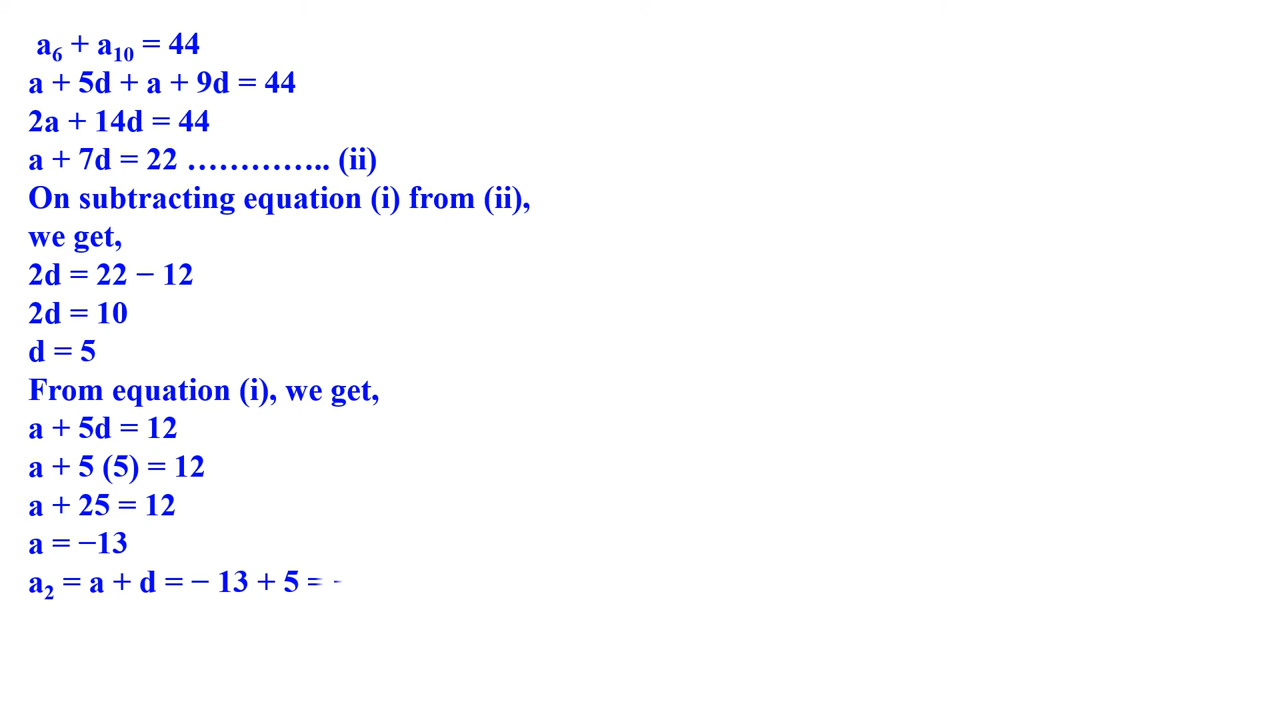 a₆ + a₁₀ = 44
a + 5d + a + 9d = 44
2a + 14d = 44
a + 7d = 22 ………….. (ii)
On subtracting equation (i) from (ii),
we get,
2d = 22 − 12
2d = 10
d = 5
From equation (i), we get,
a + 5d = 12
a + 5 (5) = 12
a + 25 = 12
a = −13
a₂ = a + d = − 13 + 5 =